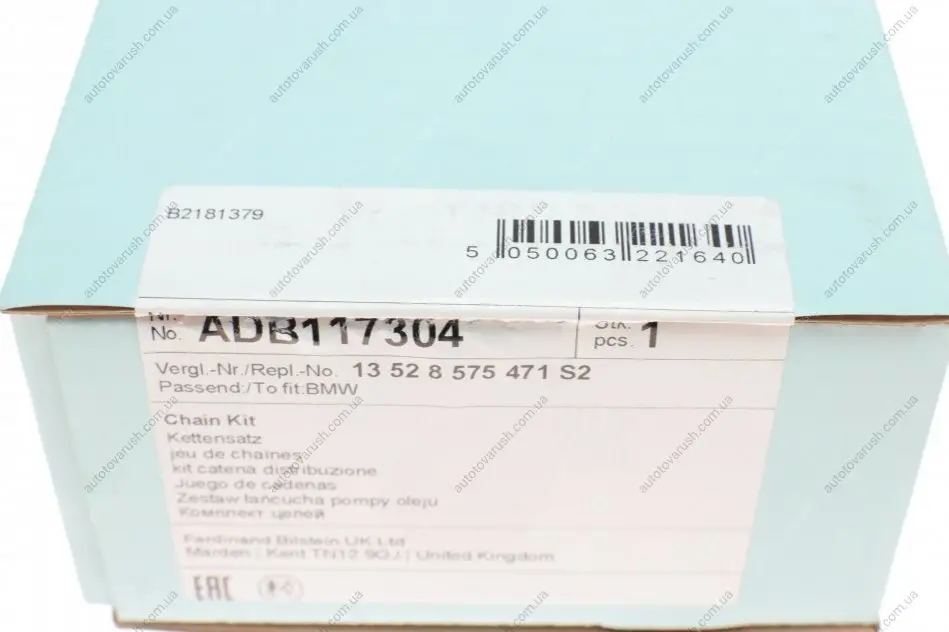 B2181379
5 050063 221640
Nr.
No. ADB117304
Stk.
pcs. 1
Vergl.-Nr./Repl.-No. 13 52 8 575 471 S2
Passend:/To fit:BMW
Chain Kit
Kettensatz
jeu de chaines
kit catena distribuzione
Juego de cadenas
Zestaw łańcucha pompy oleju
Комплект цепей
Ferdinand Bilstein UK Ltd
Marden | Kent TN12 9GJ | United Kingdom
EAC
autotovarush.com.ua